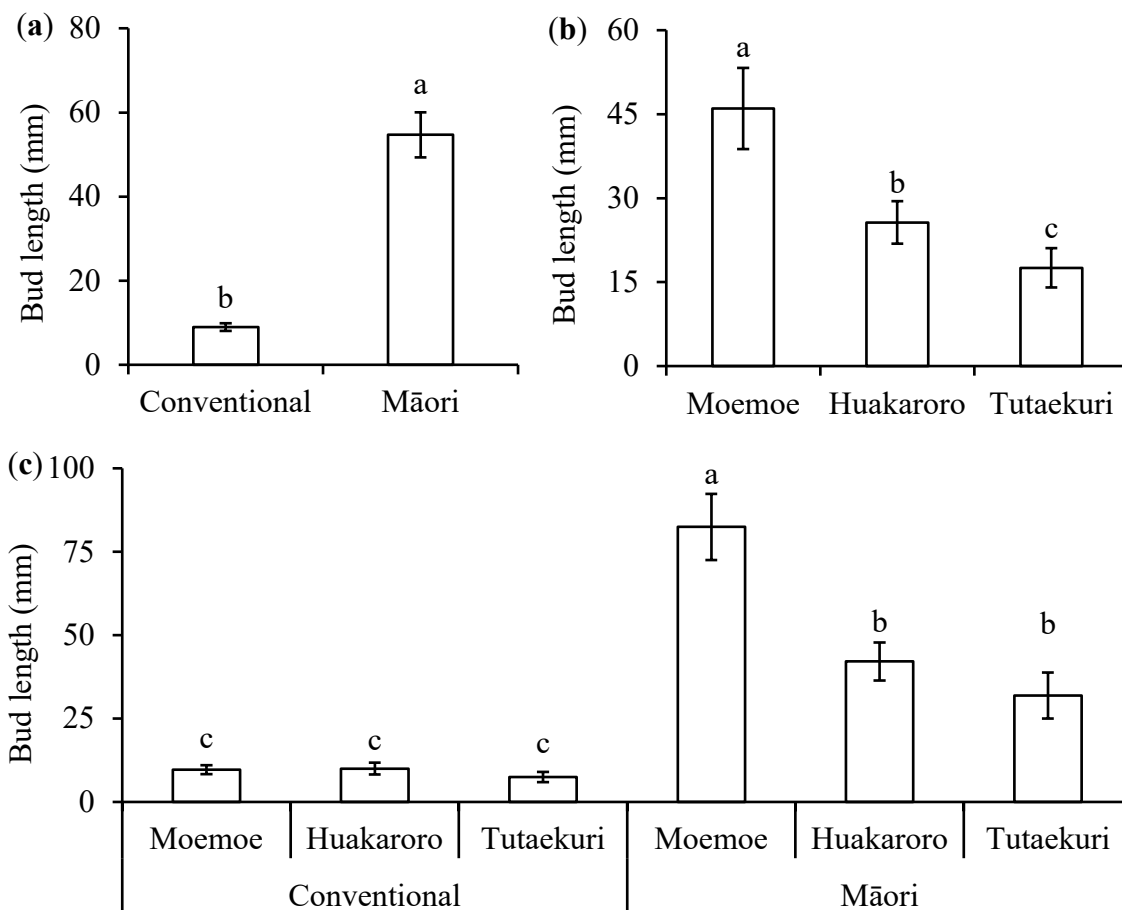 (a)
Bud length (mm)
80
60
40
20
0
b
a
Conventional Māori
(b)
Bud length (mm)
60
45
30
15
0
a
b
c
Moemoe Huakaroro Tutaekuri
(c)
Bud length (mm)
100
75
50
25
0
c c c a b b
Moemoe Huakaroro Tutaekuri Moemoe Huakaroro Tutaekuri
Conventional Māori